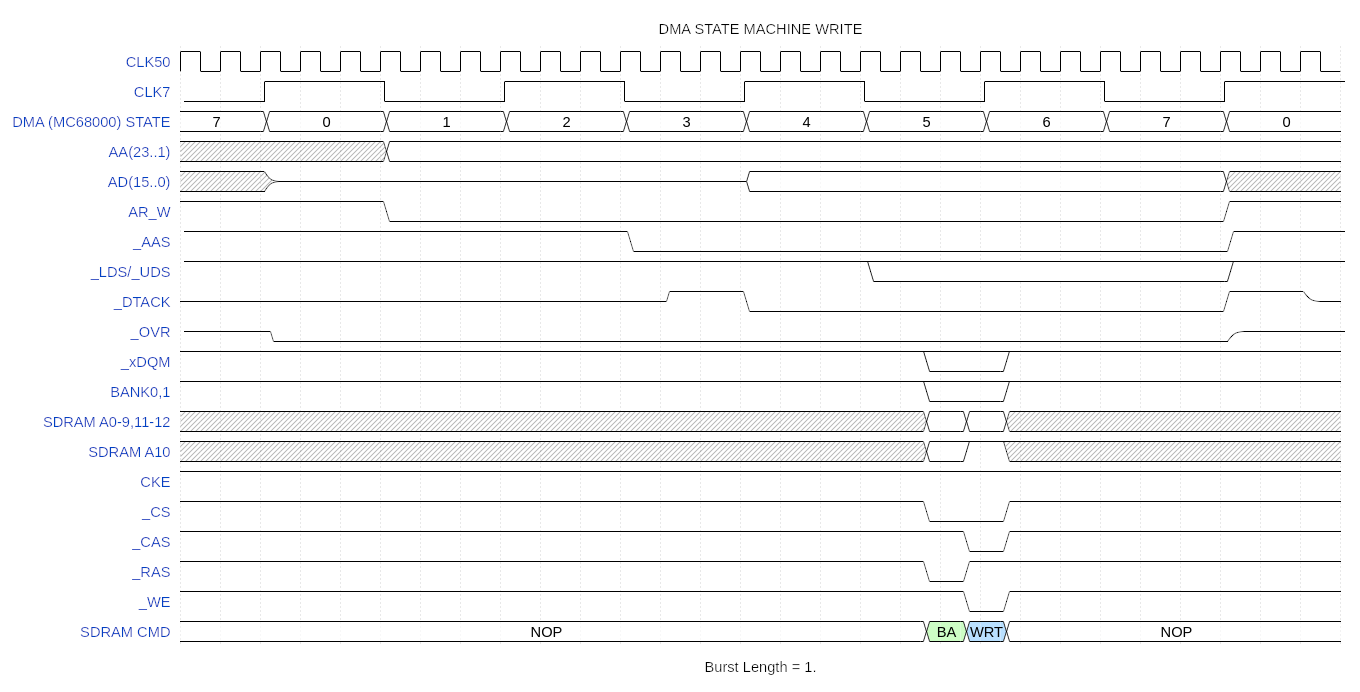 DMA STATE MACHINE WRITE
CLK50
CLK7
DMA (MC68000) STATE 7 0 1 2 3 4 5 6 7 0
AA(23..1)
AD(15..0)
AR_W
_AAS
_LDS/_UDS
_DTACK
_OVR
_xDQM
BANK0,1
SDRAM A0-9,11-12
SDRAM A10
CKE
_CS
_CAS
_RAS
_WE
SDRAM CMD NOP BA WRT NOP
Burst Length = 1.